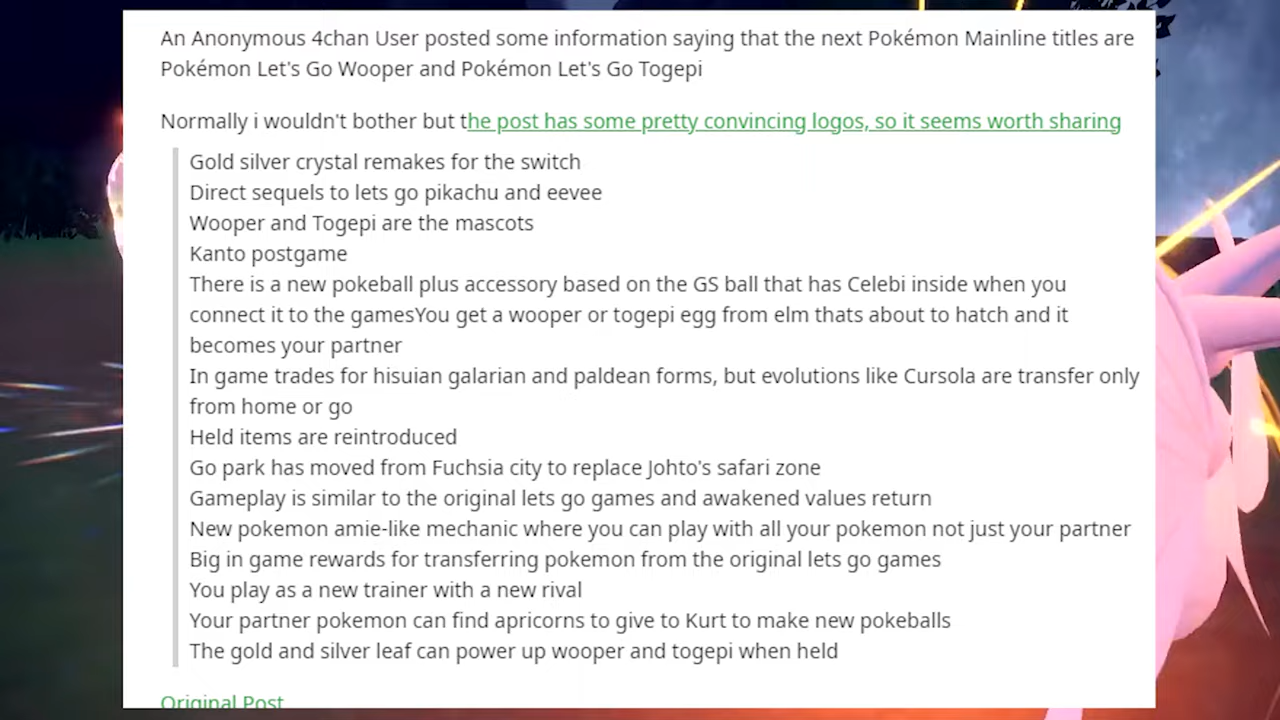 An Anonymous 4chan User posted some information saying that the next Pokémon Mainline titles are
Pokémon Let's Go Wooper and Pokémon Let's Go Togepi
Normally i wouldn't bother but the post has some pretty convincing logos, so it seems worth sharing
Gold silver crystal remakes for the switch
Direct sequels to lets go pikachu and eevee
Wooper and Togepi are the mascots
Kanto postgame
There is a new pokeball plus accessory based on the GS ball that has Celebi inside when you
connect it to the gamesYou get a wooper or togepi egg from elm thats about to hatch and it
becomes your partner
In game trades for hisuian galarian and paldean forms, but evolutions like Cursola are transfer only
from home or go
Held items are reintroduced
Go park has moved from Fuchsia city to replace Johto's safari zone
Gameplay is similar to the original lets go games and awakened values return
New pokemon amie-like mechanic where you can play with all your pokemon not just your partner
Big in game rewards for transferring pokemon from the original lets go games
You play as a new trainer with a new rival
Your partner pokemon can find apricorns to give to Kurt to make new pokeballs
The gold and silver leaf can power up wooper and togepi when held
Original Post